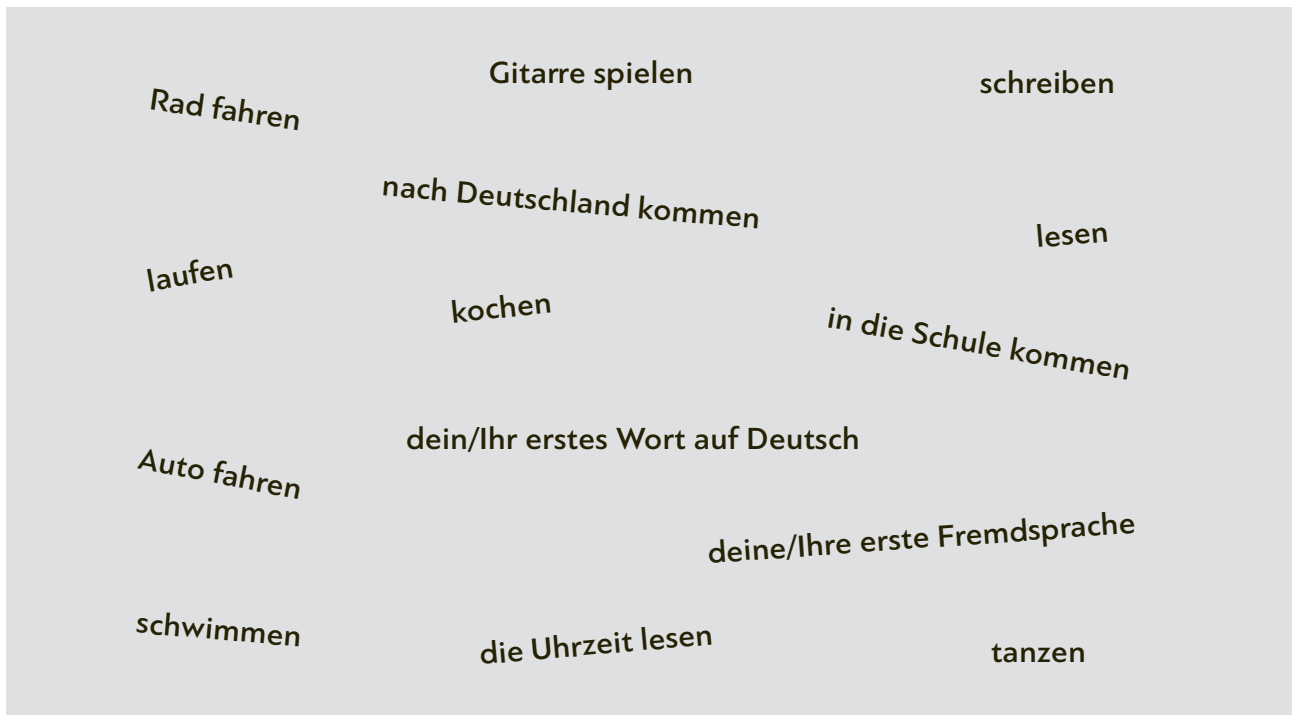 Gitarre spielen
schreiben
Rad fahren
nach Deutschland kommen
lesen
laufen
kochen
in die Schule kommen
dein/Ihr erstes Wort auf Deutsch
Auto fahren
deine/Ihre erste Fremdsprache
schwimmen
die Uhrzeit lesen
tanzen